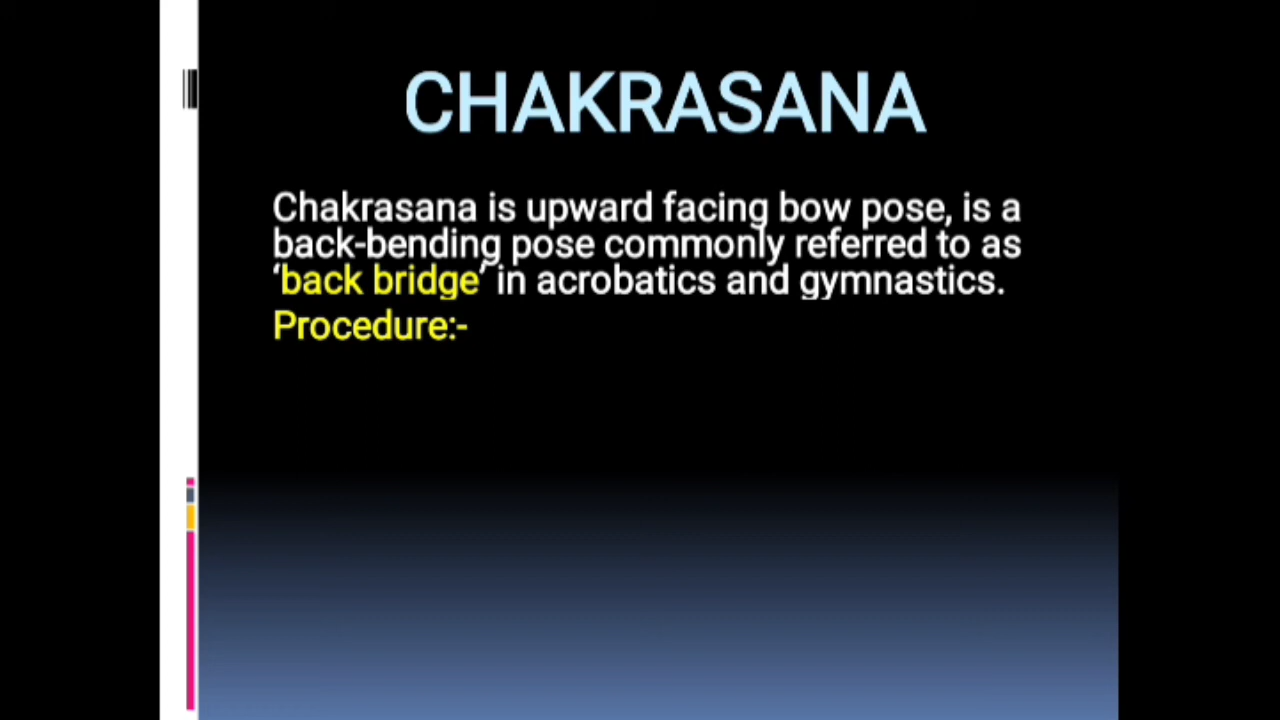 CHAKRASANA
Chakrasana is upward facing bow pose, is a
back-bending pose commonly referred to as
‘back bridge’ in acrobatics and gymnastics.
Procedure:-